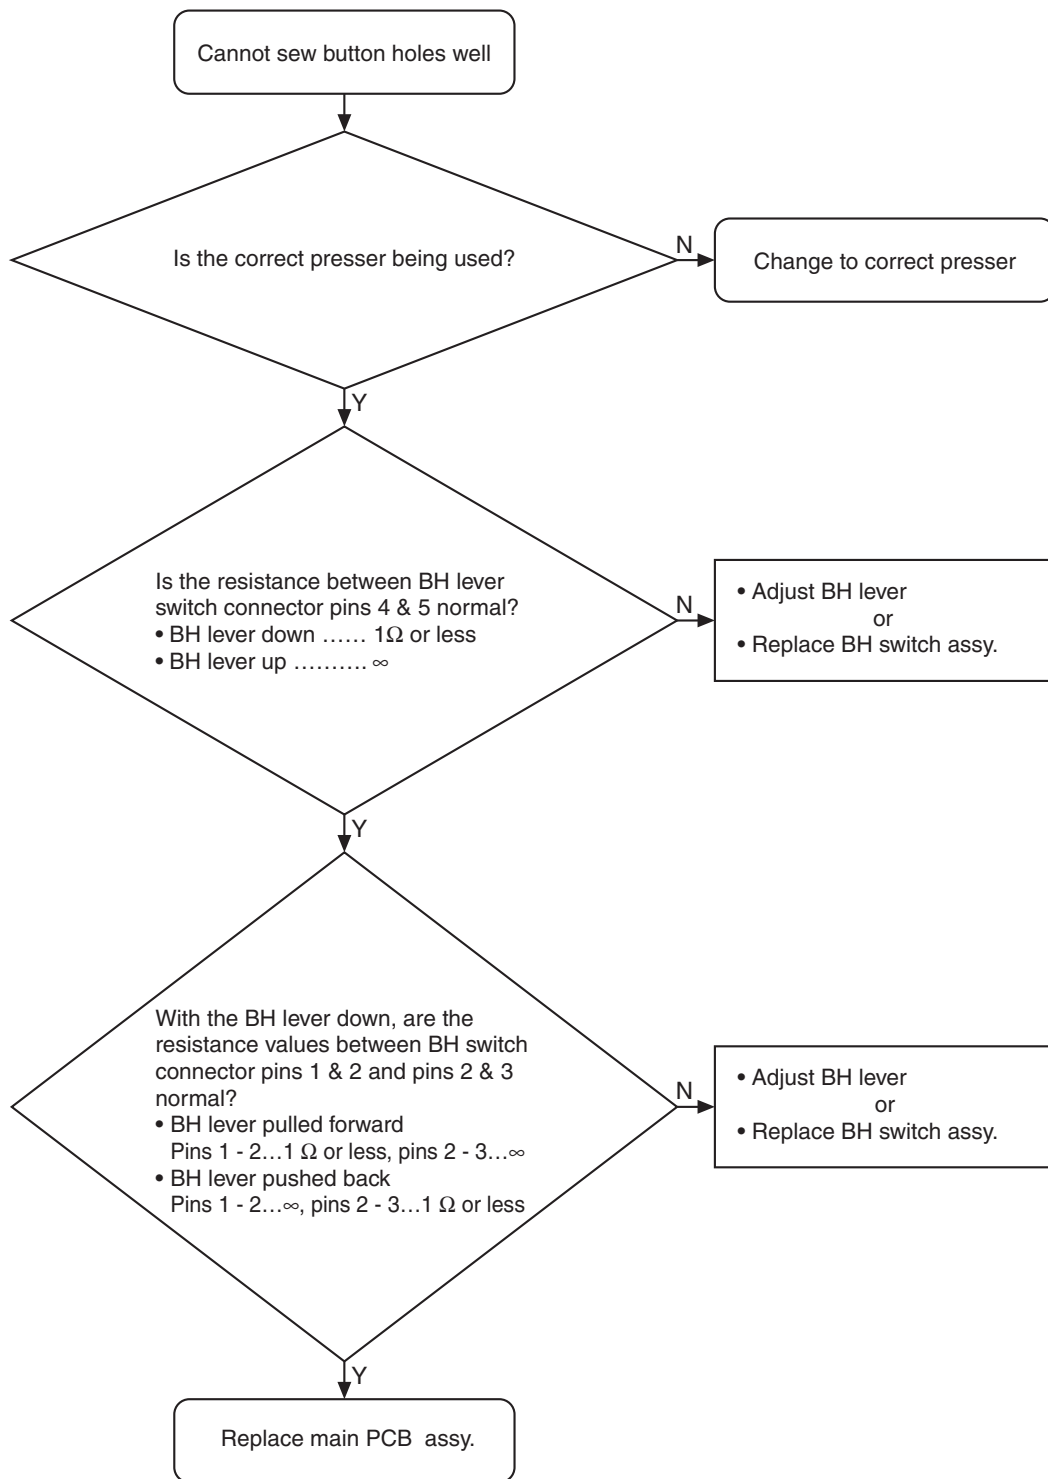 Cannot sew button holes well
Is the correct presser being used?
N
Change to correct presser
Y
Is the resistance between BH lever
switch connector pins 4 & 5 normal?
• BH lever down …… 1Ω or less
• BH lever up ………. ∞
N
• Adjust BH lever
or
• Replace BH switch assy.
Y
With the BH lever down, are the
resistance values between BH switch
connector pins 1 & 2 and pins 2 & 3
normal?
• BH lever pulled forward
Pins 1 - 2…1 Ω or less, pins 2 - 3…∞
• BH lever pushed back
Pins 1 - 2…∞, pins 2 - 3…1 Ω or less
N
• Adjust BH lever
or
• Replace BH switch assy.
Y
Replace main PCB assy.